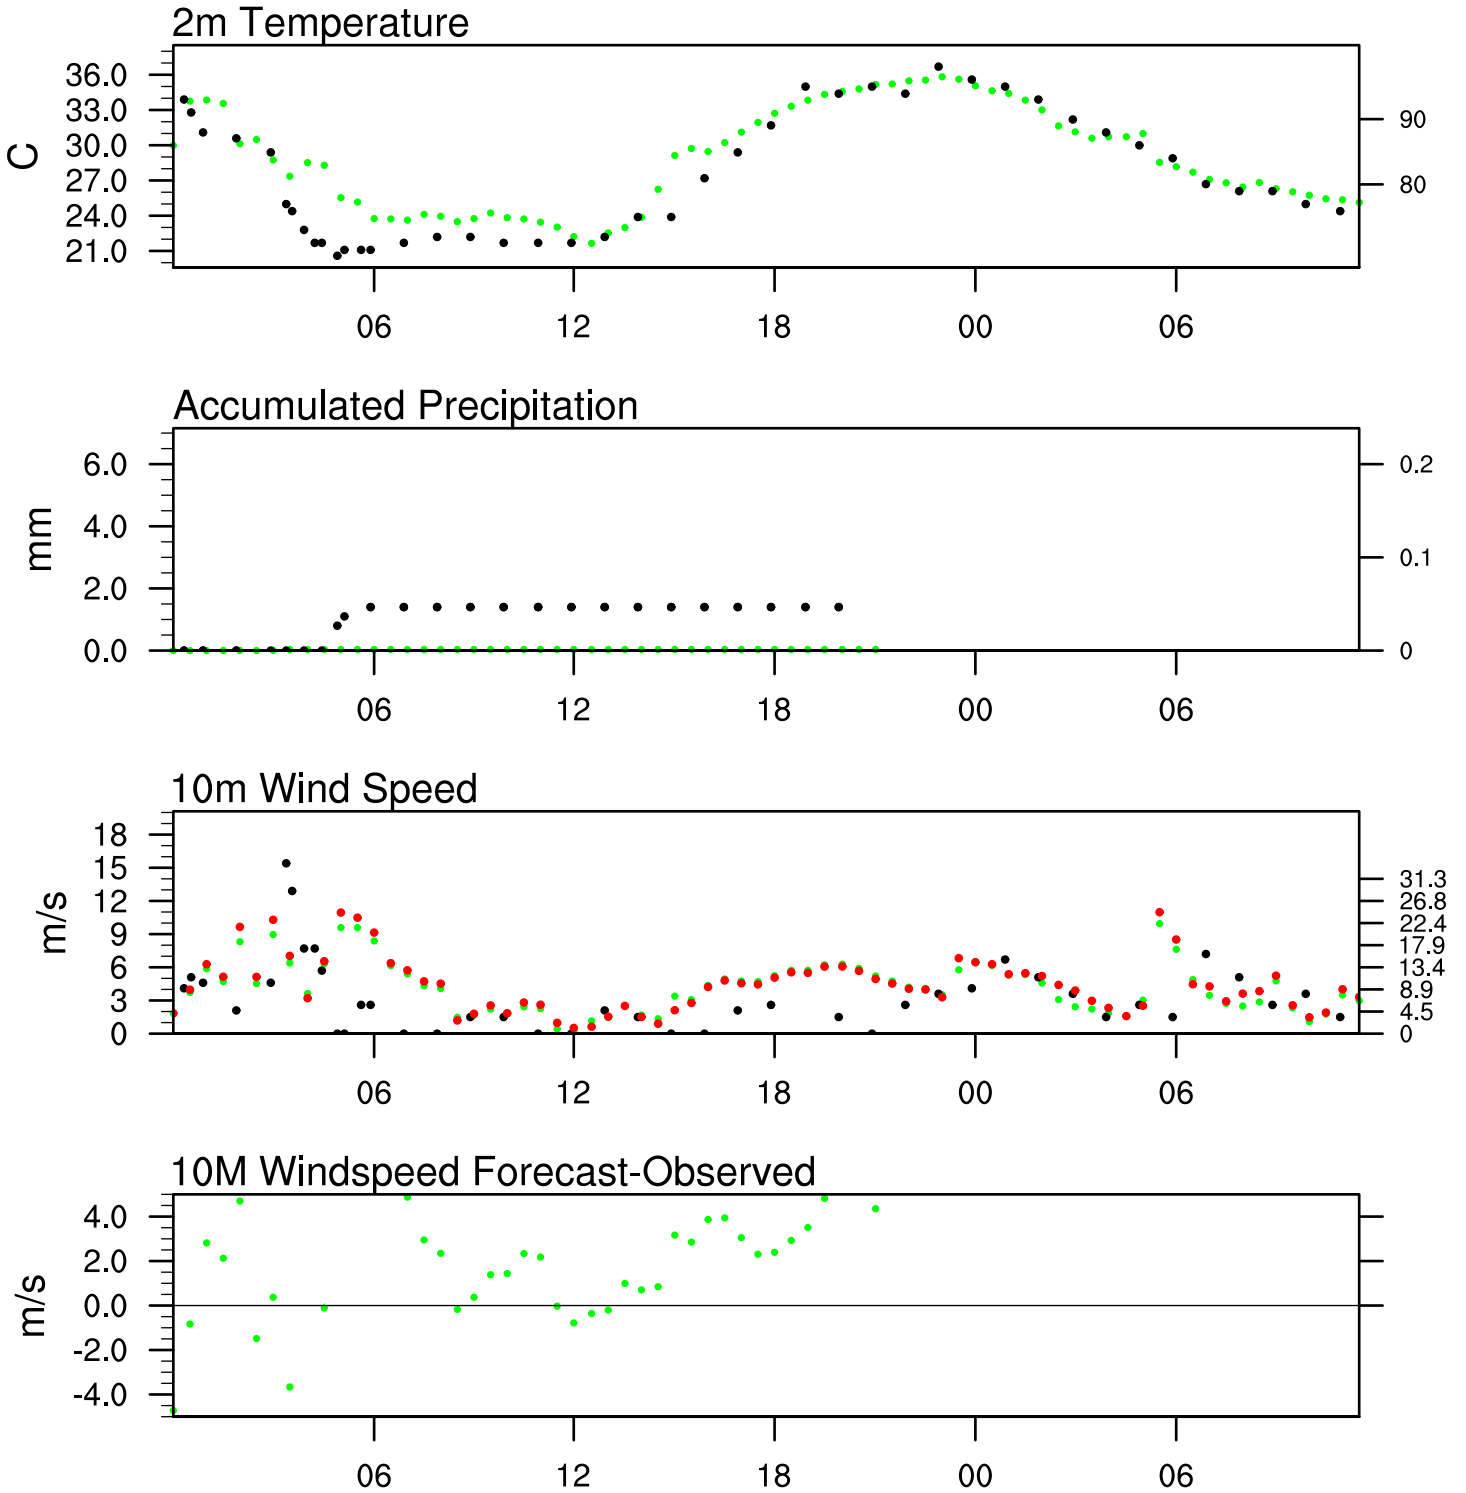 2m Temperature
36.0
33.0
90
30.0
C
27.0
80
24.0
21.0
06 12 18 00 06
Accumulated Precipitation
6.0 0.2
4.0
mm
0.1
2.0
0.0 0
06 12 18 00 06
10m Wind Speed
18
15
31.3
12 26.8
m/s
22.4
9
17.9
6 13.4
8.9
3
4.5
0 0
06 12 18 00 06
10M Windspeed Forecast-Observed
4.0
2.0
m/s
0.0
-2.0
-4.0
06 12 18 00 06